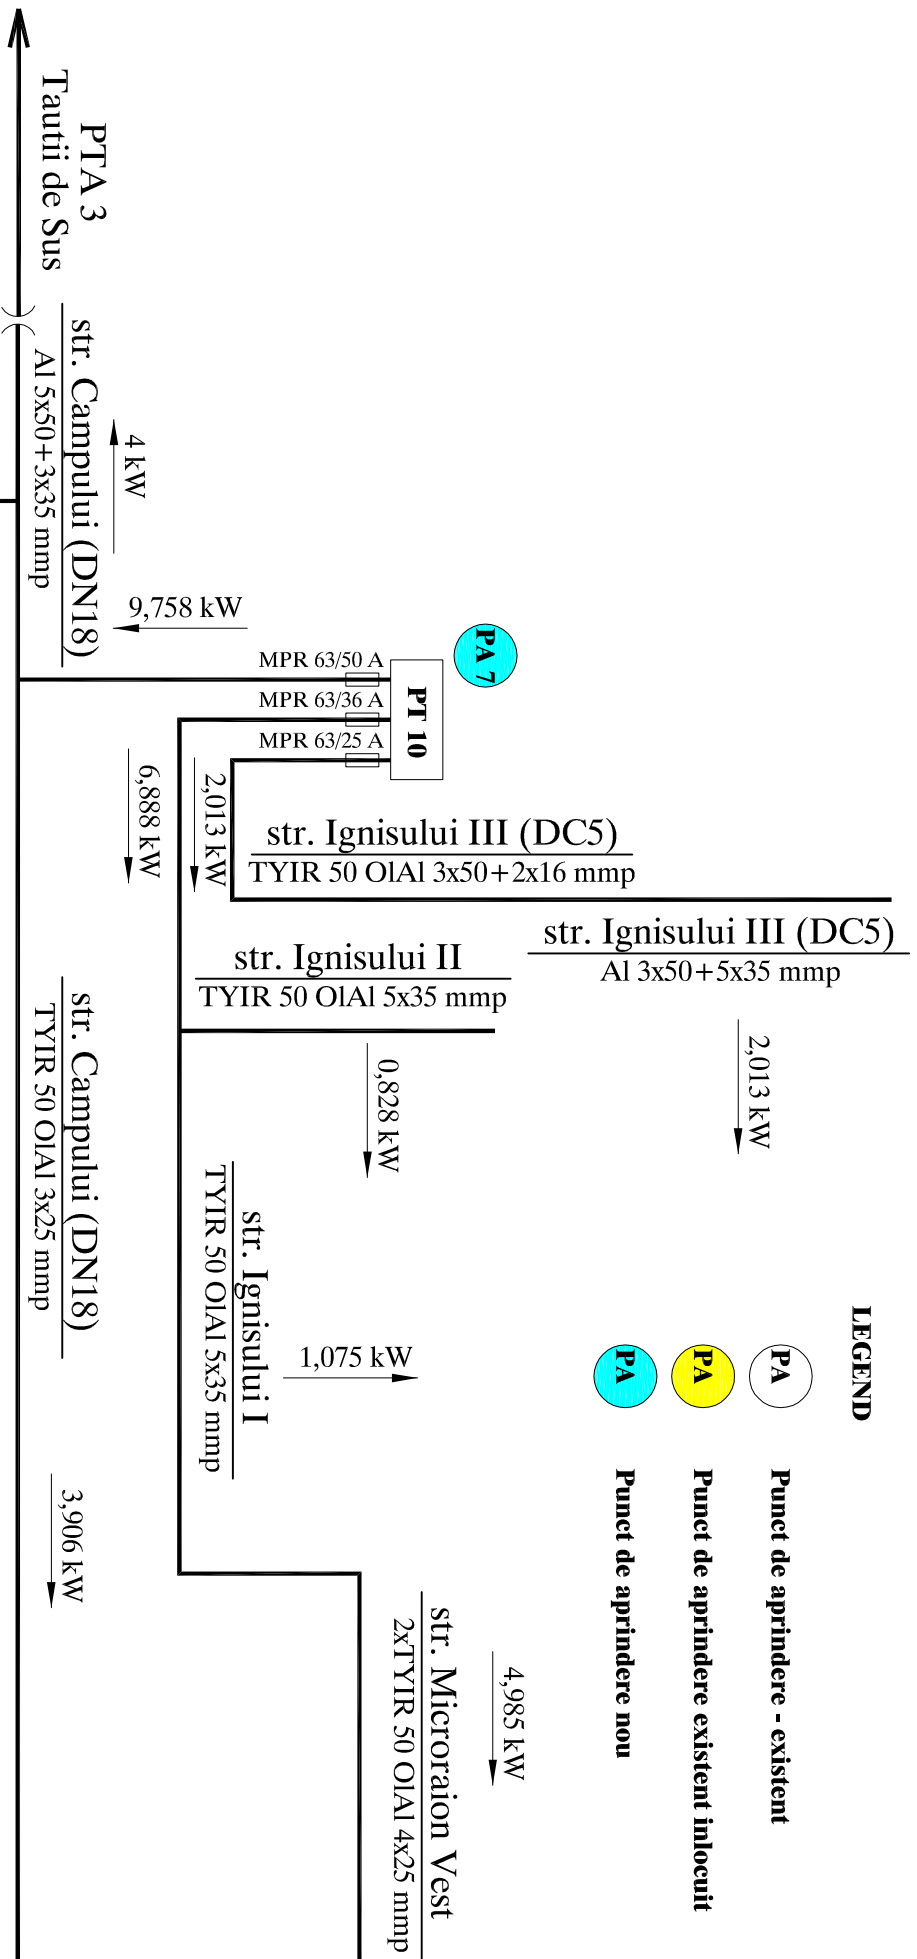 PTA 3
Tautii de Sus
str. Campului (DN18)
Al 5x50+3x35 mmp
4 kW
9,758 kW
PA 7
PT 10
MPR 63/50 A
MPR 63/36 A
MPR 63/25 A
6,888 kW
2,013 kW
str. Ignisului III (DC5)
TYIR 50 OlAl 3x50+2x16 mmp
str. Ignisului III (DC5)
Al 3x50+5x35 mmp
str. Ignisului II
TYIR 50 OlAl 5x35 mmp
2,013 kW
0,828 kW
str. Campului (DN18)
TYIR 50 OlAl 3x25 mmp
str. Ignisului I
TYIR 50 OlAl 5x35 mmp
1,075 kW
3,906 kW
str. Microraion Vest
2xTYIR 50 OlAl 4x25 mmp
4,985 kW
LEGEND
PA Punct de aprindere - existent
PA Punct de aprindere existent inlocuit
PA Punct de aprindere nou